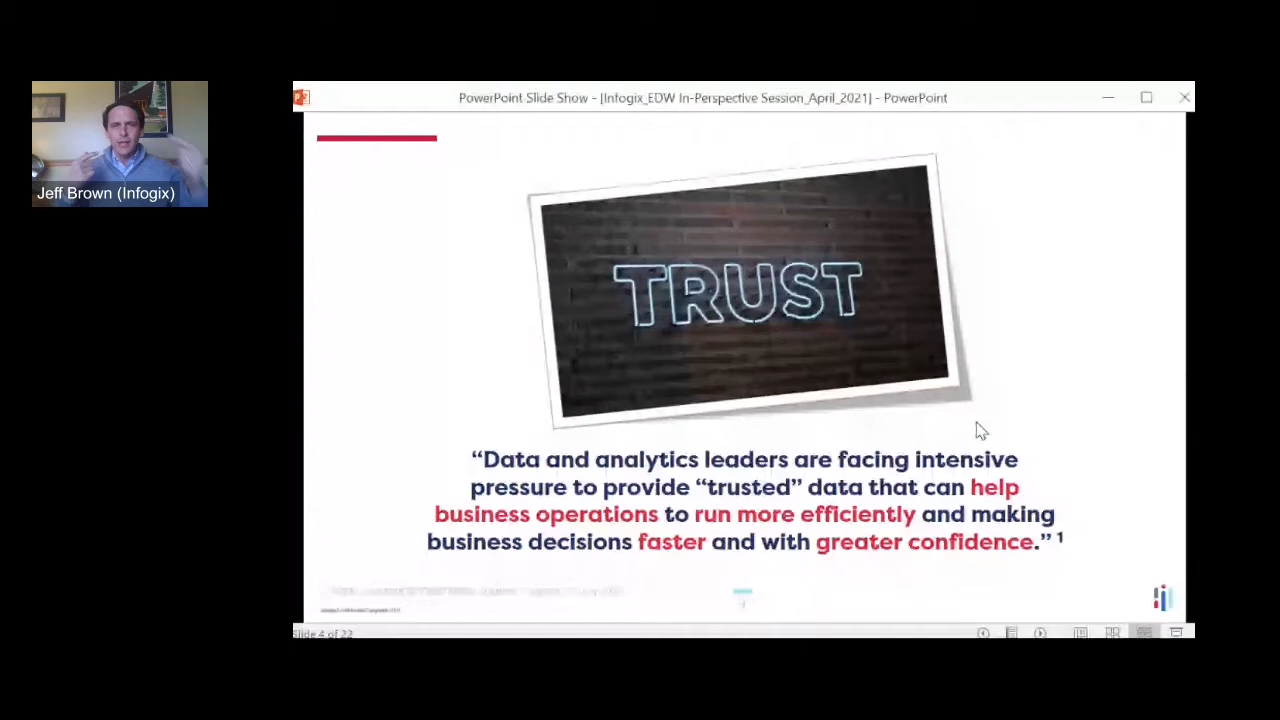 PowerPoint Slide Show - [Infogix_EDW In-Perspective Session_April_2021] - PowerPoint
Jeff Brown (Infogix)
TRUST
“Data and analytics leaders are facing intensive
pressure to provide “trusted” data that can help
business operations to run more efficiently and making
business decisions faster and with greater confidence.” 1
Slide 4 of 22